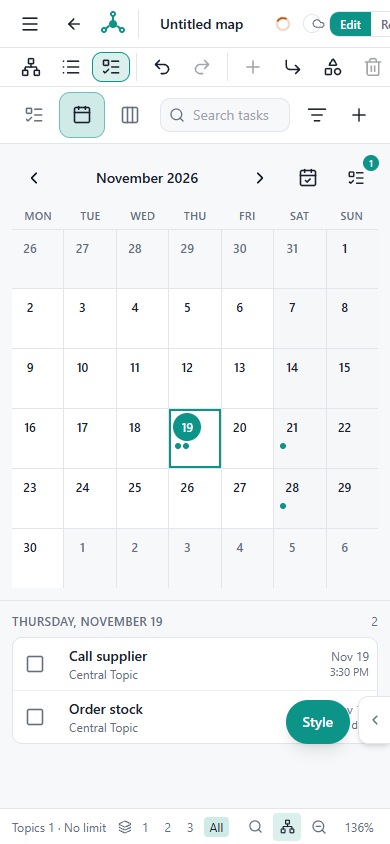 Untitled map
Edit
Search tasks
1
November 2026
MON TUE WED THU FRI SAT SUN
26 27 28 29 30 31 1
2 3 4 5 6 7 8
9 10 11 12 13 14 15
16 17 18 19 20 21 22
23 24 25 26 27 28 29
30 1 2 3 4 5 6
THURSDAY, NOVEMBER 19 2
Call supplier Nov 19
Central Topic 3:30 PM
Order stock
Central Topic
Style
Topics 1 · No limit 1 2 3 All 136%